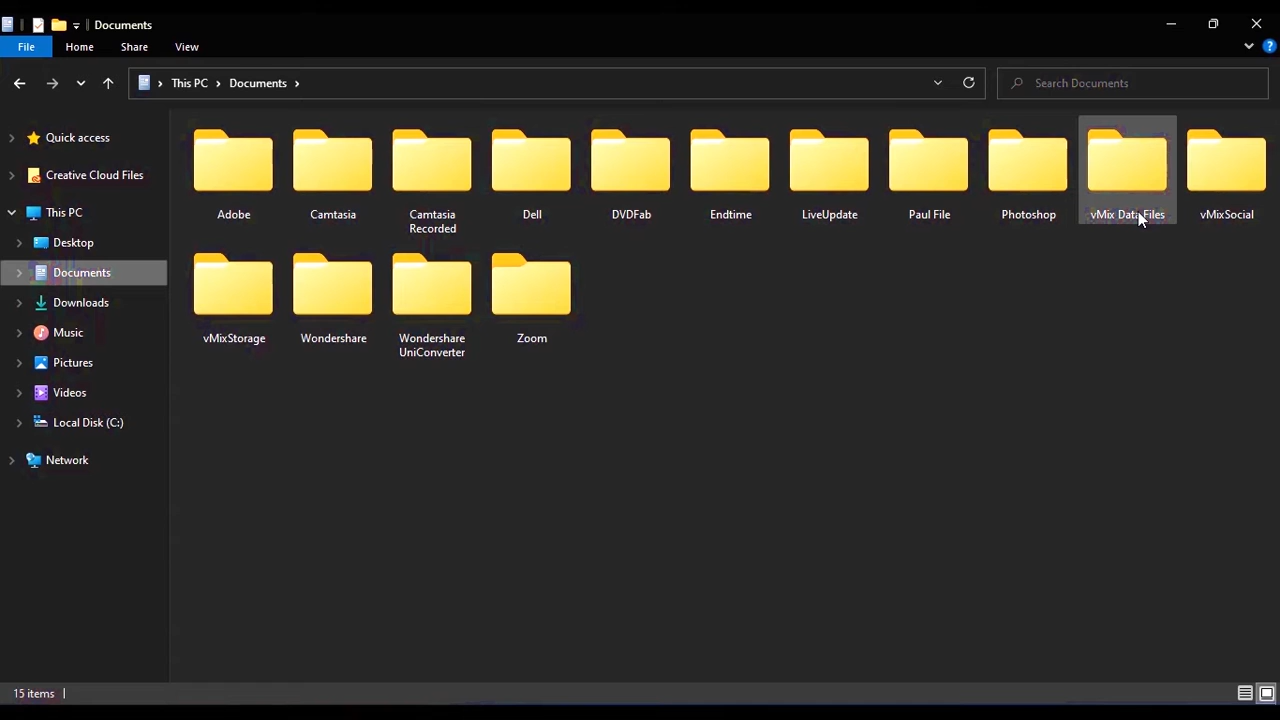 Documents
File
Home
Share
View
This PC
Documents
Search Documents
Quick access
Creative Cloud Files
This PC
Desktop
Documents
Downloads
Music
Pictures
Videos
Local Disk (C:)
Network
Adobe
Camtasia
Camtasia
Recorded
Dell
DVDFab
Endtime
LiveUpdate
Paul File
Photoshop
vMix Data Files
vMixSocial
vMixStorage
Wondershare
Wondershare
UniConverter
Zoom
15 items